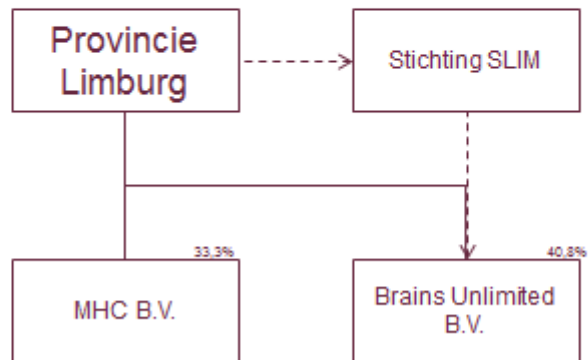 Provincie
Limburg
Stichting SLIM
33,3%
40,8%
MHC B.V.
Brains Unlimited
B.V.